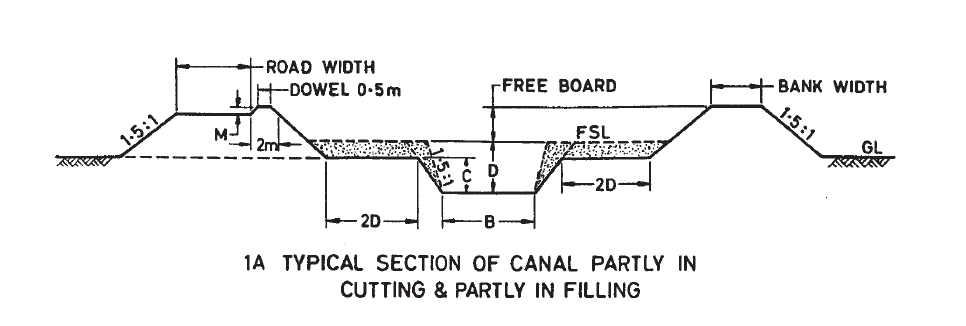 ROAD WIDTH
DOWEL 0·5m
FREE BOARD
BANK WIDTH
1·5:1
M
2m
1·5:1
C
D
FSL
1·5:1
GL
2D
2D
B
1A TYPICAL SECTION OF CANAL PARTLY IN
CUTTING & PARTLY IN FILLING